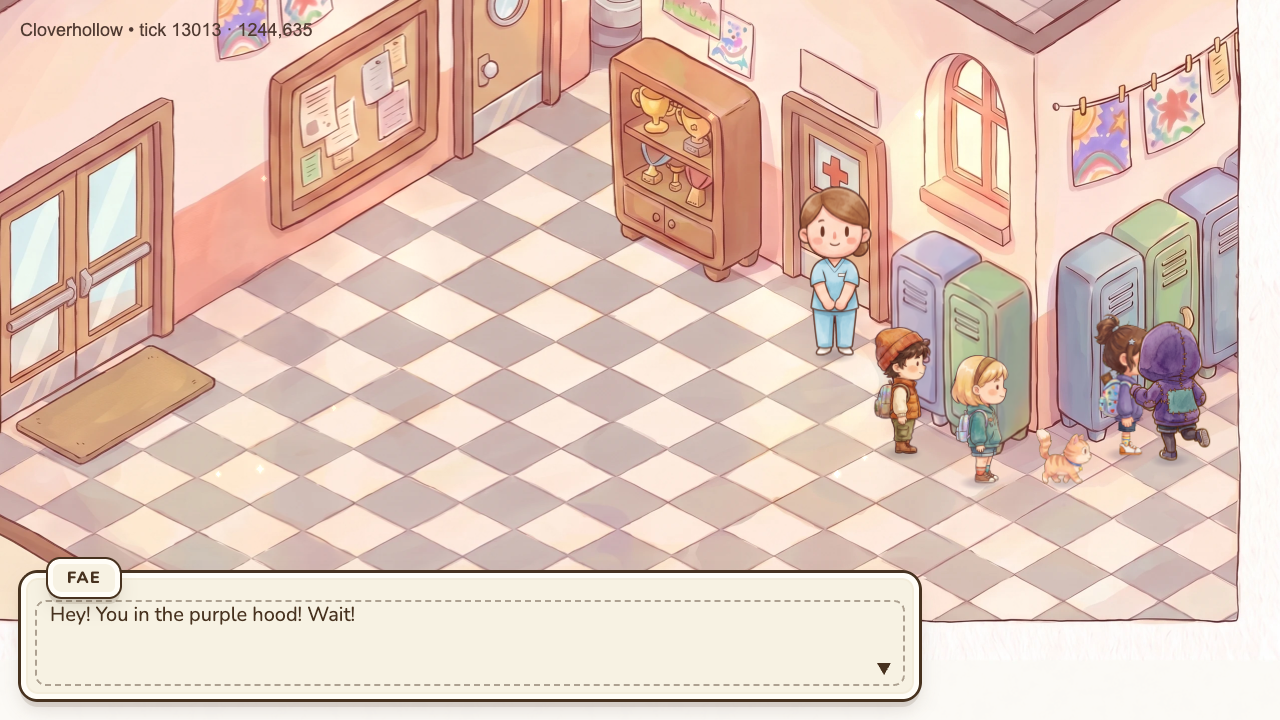 Cloverhollow • tick 13013 · 1244,635
FAE
Hey! You in the purple hood! Wait!